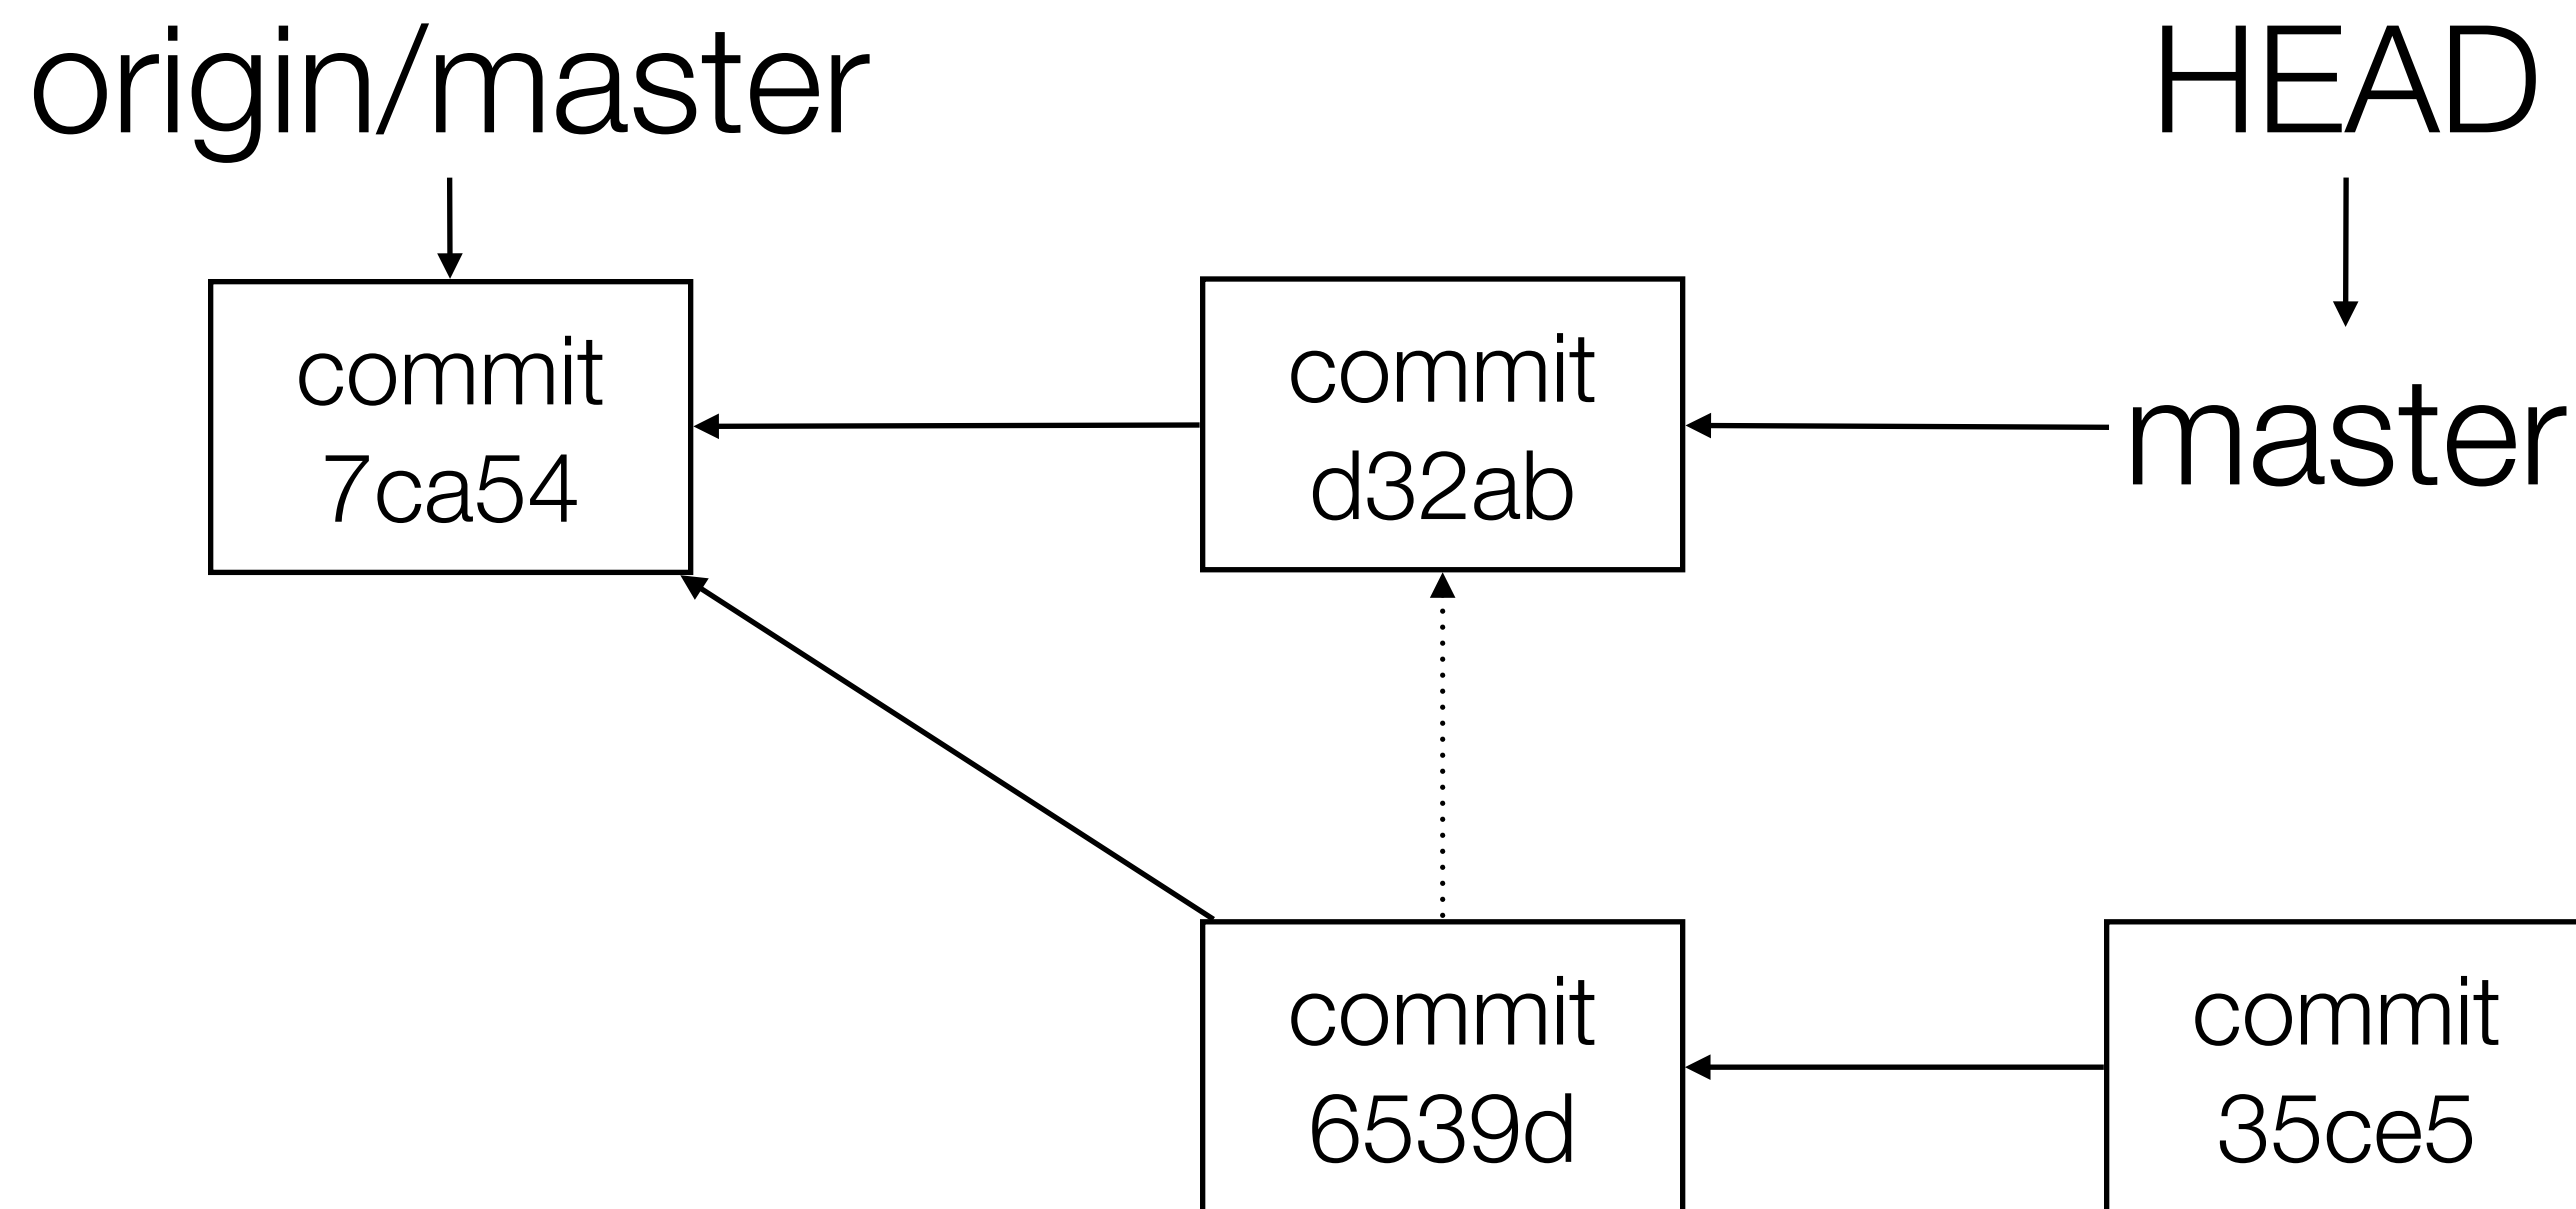 origin/master
HEAD
commit
7ca54
commit
d32ab
master
commit
6539d
commit
35ce5